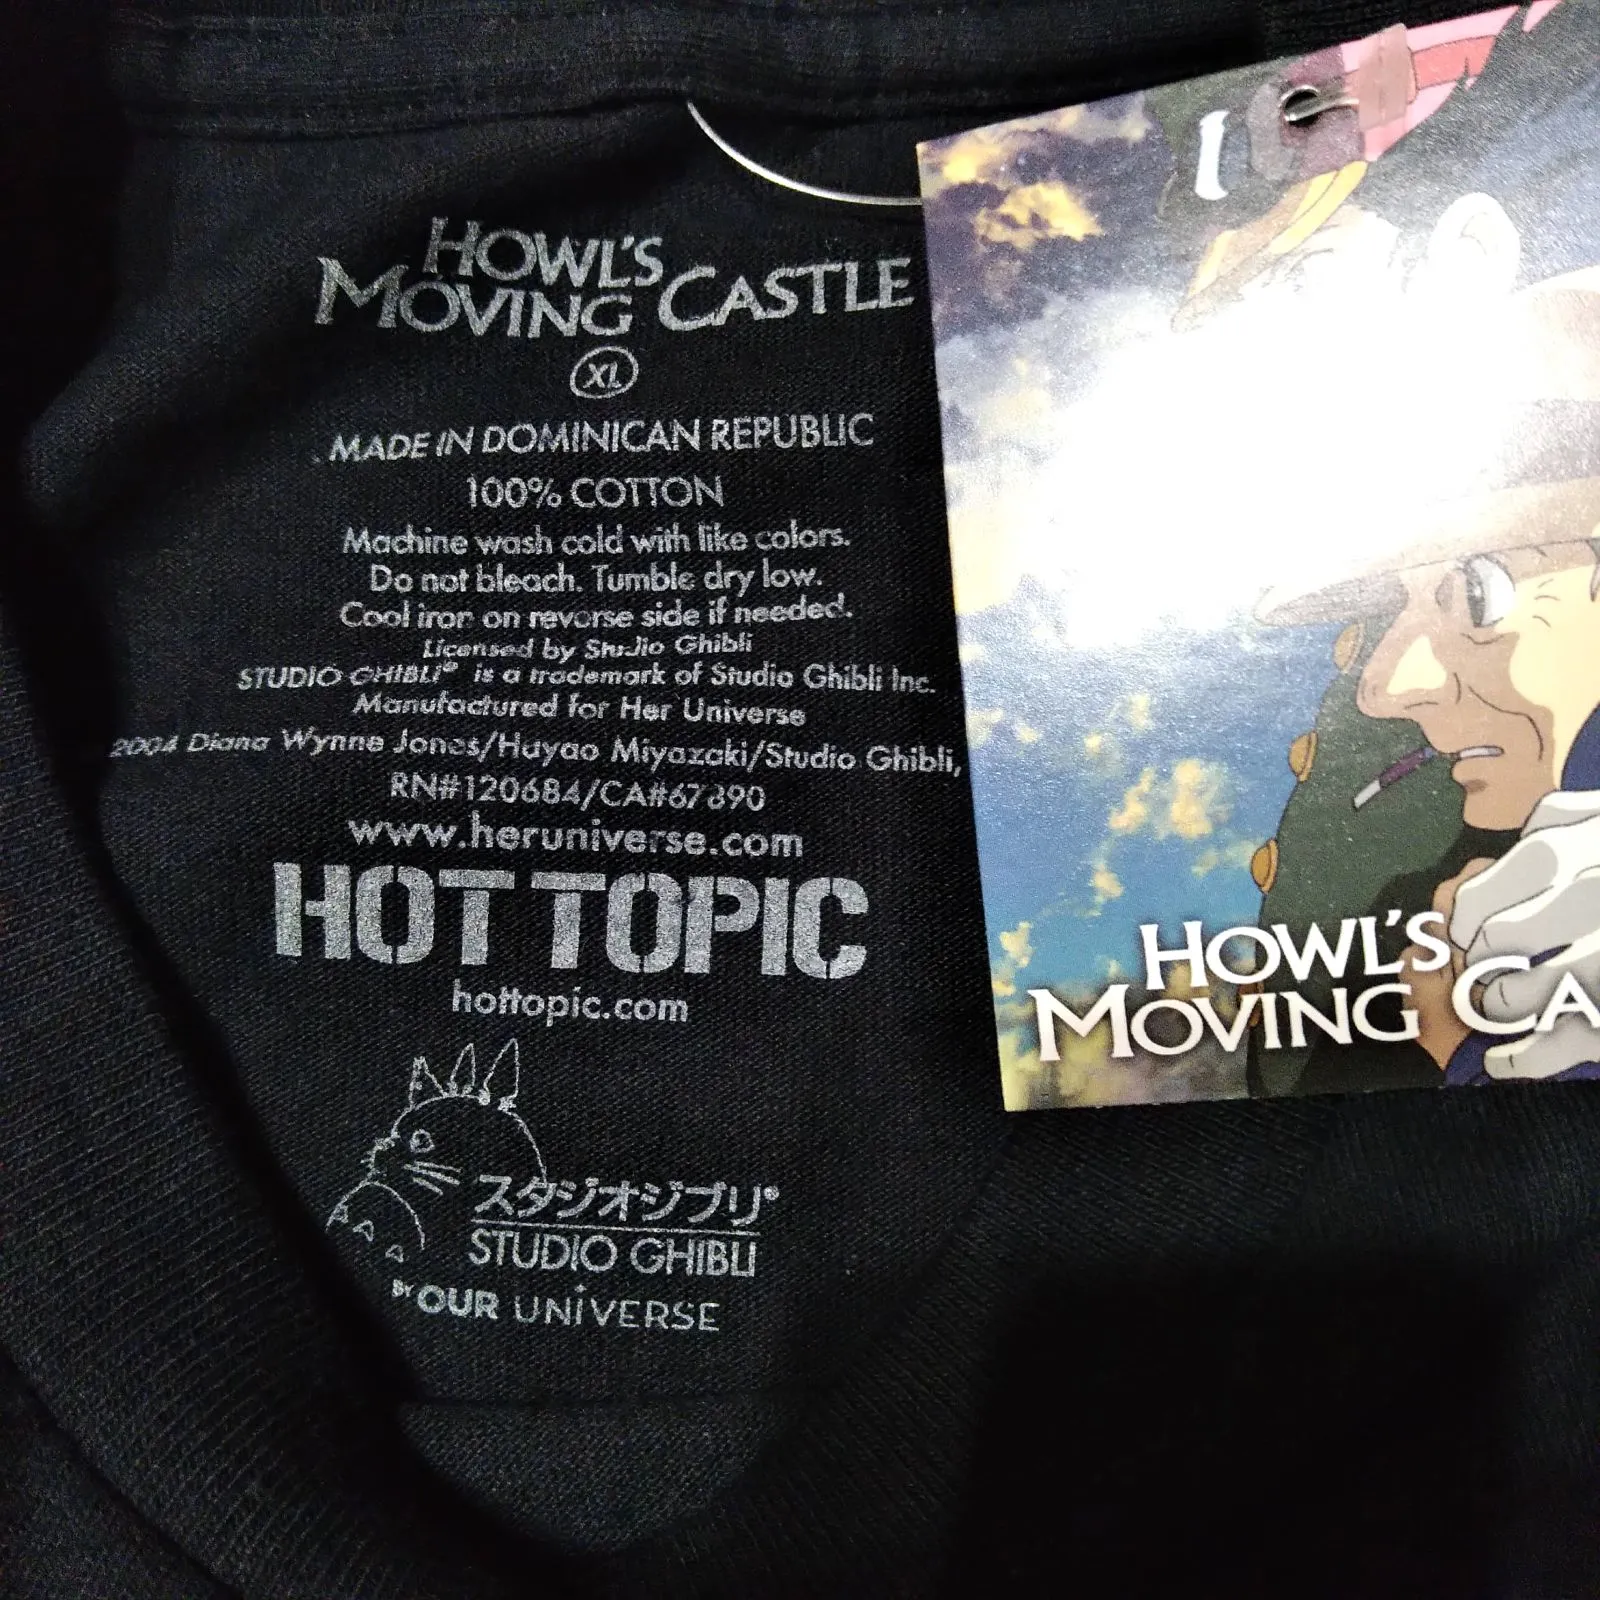 HOWL'S
MOVING CASTLE
XL
MADE IN DOMINICAN REPUBLIC
100% COTTON
Machine wash cold with like colors.
Do not bleach. Tumble dry low.
Cool iron on reverse side if needed.
Licensed by Studio Ghibli
STUDIO GHIBLI® is a trademark of Studio Ghibli Inc.
Manufactured for Her Universe
2004 Diana Wynne Jones/Hayao Miyazaki/Studio Ghibli,
RN#120684/CA#67890
www.heruniverse.com
HOT TOPIC
hottopic.com
スタジオジブリ®
STUDIO GHIBLI
BY OUR UNIVERSE
HOWL'S
MOVING CA